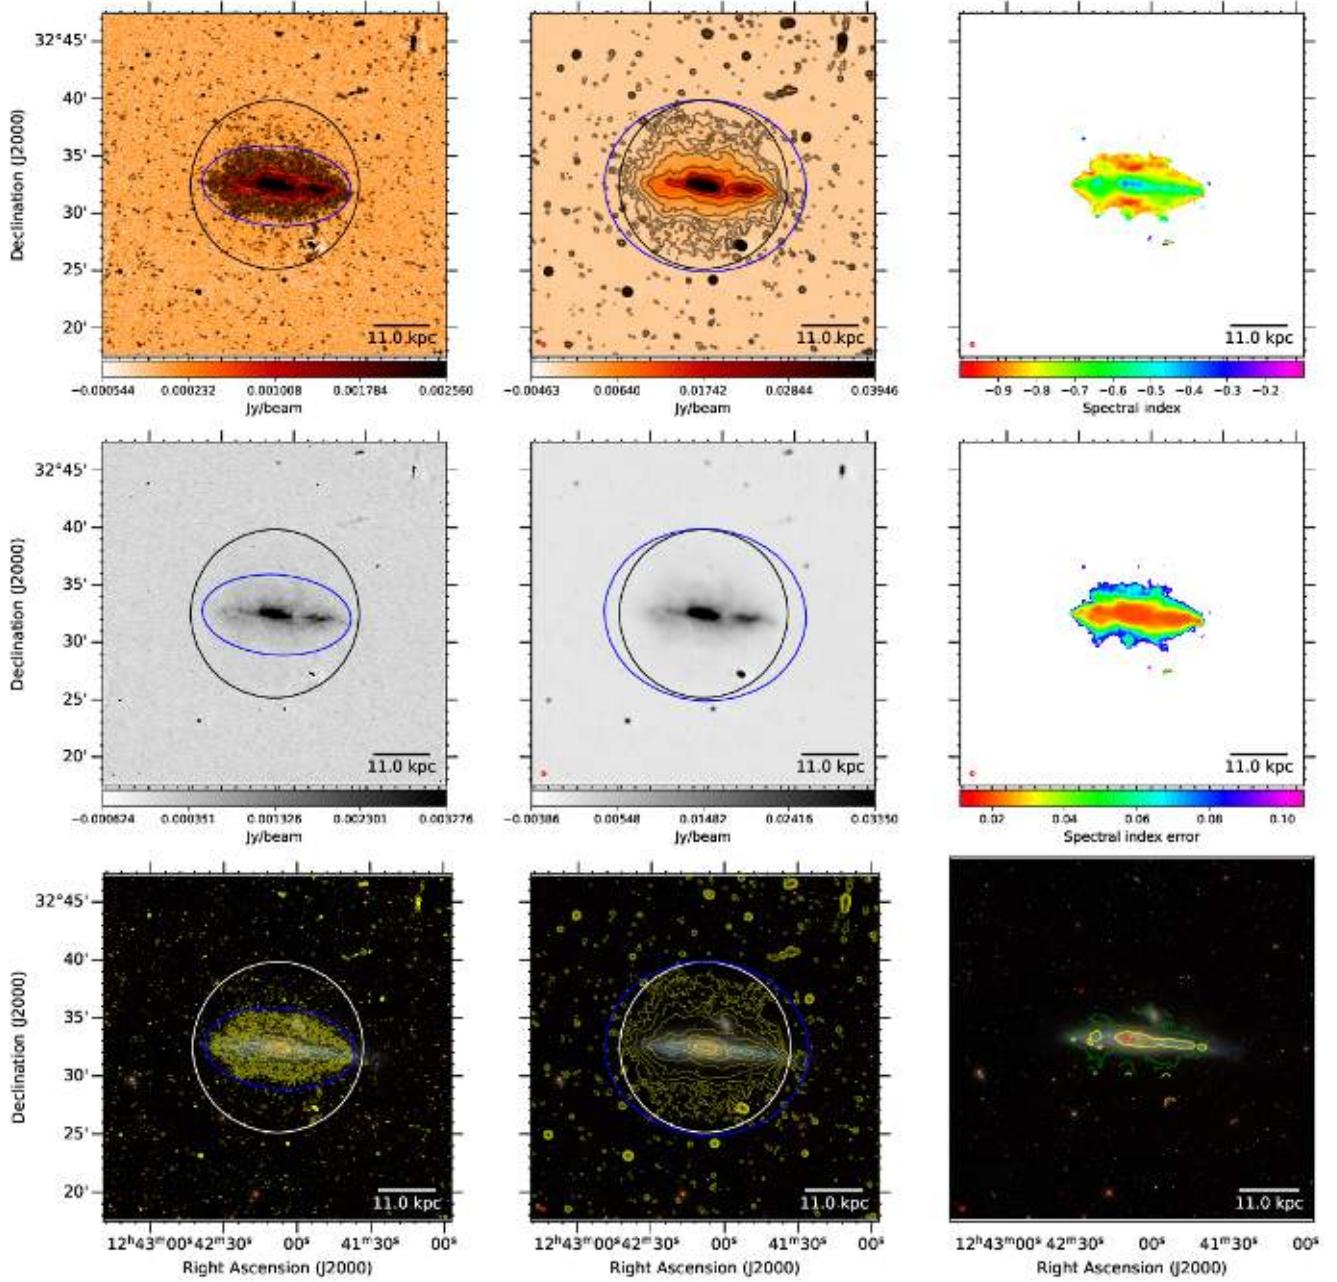 32°45'
40'
35'
30'
25'
20'
Declination (J2000)
11.0 kpc
11.0 kpc
11.0 kpc
−0.000544 0.000232 0.001008 0.001784 0.002560
Jy/beam
−0.00463 0.00640 0.01742 0.02844 0.03946
Jy/beam
−0.9 −0.8 −0.7 −0.6 −0.5 −0.4 −0.3 −0.2
Spectral index
32°45'
40'
35'
30'
25'
20'
Declination (J2000)
11.0 kpc
11.0 kpc
11.0 kpc
−0.000624 0.000351 0.001326 0.002301 0.003276
Jy/beam
−0.00386 0.00548 0.01482 0.02416 0.03350
Jy/beam
0.02 0.04 0.06 0.08 0.10
Spectral index error
32°45'
40'
35'
30'
25'
20'
Declination (J2000)
11.0 kpc
11.0 kpc
11.0 kpc
12h43m00s 42m30s 00s 41m30s 00s
Right Ascension (J2000)
12h43m00s 42m30s 00s 41m30s 00s
Right Ascension (J2000)
12h43m00s 42m30s 00s 41m30s 00s
Right Ascension (J2000)